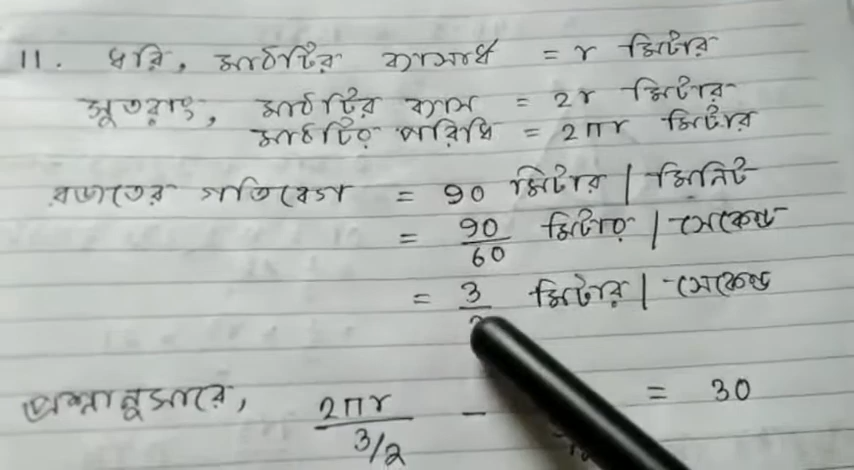 11. ধরি, মাঠটির ব্যাসার্ধ = r মিটার
সুতরাং, মাঠটির ব্যাস = 2r মিটার
মাঠটির পরিধি = 2πr মিটার
রজতের গতিবেগ = 90 মিটার | মিনিট
= 90/60 মিটার | সেকেন্ড
= 3 মিটার | সেকেন্ড
প্রশ্নানুসারে, 2πr / 3/2 - = 30